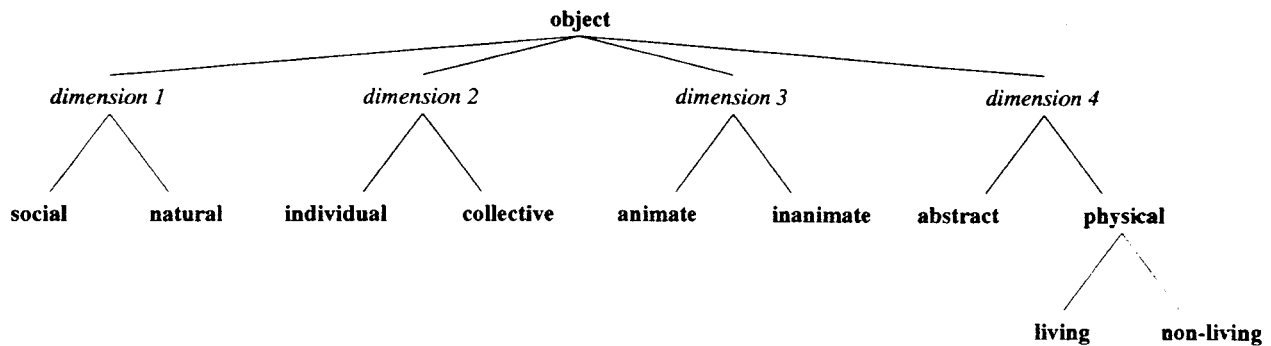 object
dimension 1 dimension 2 dimension 3 dimension 4
social natural individual collective animate inanimate abstract physical
living non-living